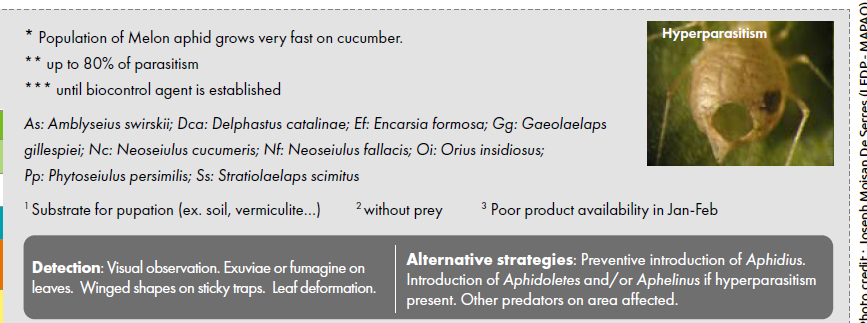 * Population of Melon aphid grows very fast on cucumber.
** up to 80% of parasitism
*** until biocontrol agent is established
Hyperparasitism
As: Amblyseius swirskii; Dca: Delphastus catalinae; Ef: Encarsia formosa; Gg: Gaeolaelaps
gillespiei; Nc: Neoseiulus cucumeris; Nf: Neoseiulus fallacis; Oi: Orius insidiosus;
Pp: Phytoseiulus persimilis; Ss: Stratiolaelaps scimitus
¹ Substrate for pupation (ex. soil, vermiculite...) ² without prey ³ Poor product availability in Jan-Feb
Detection: Visual observation. Exuviae or fumagine on
leaves. Winged shapes on sticky traps. Leaf deformation.
Alternative strategies: Preventive introduction of Aphidius.
Introduction of Aphidoletes and/or Aphelinus if hyperparasitism
present. Other predators on area affected.
credit: Joseph Moisan De Serres (LEDP - MAPAQ)